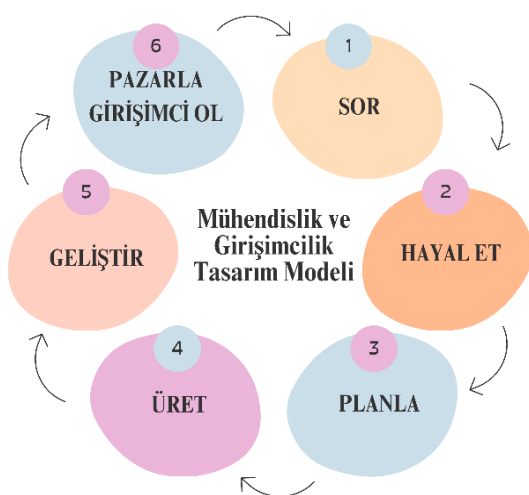 Mühendislik ve
Girişimcilik
Tasarım Modeli
1
SOR
2
HAYAL ET
3
PLANLA
4
ÜRET
5
GELİŞTİR
6
PAZARLA
GİRİŞİMCİ OL